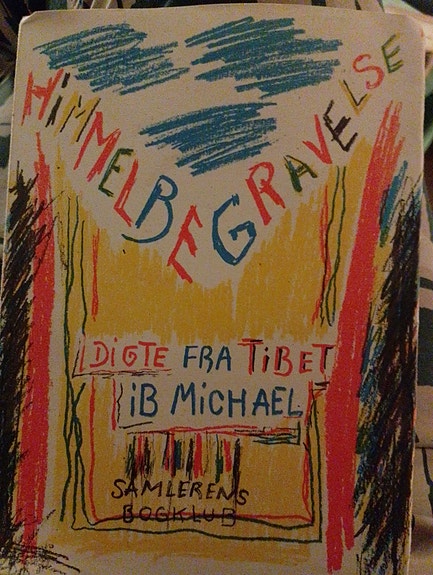 HiMMELBEGRAVELSE
DiGTE FRA TiBET
iB MiCHAEL
SAMLERENS
BOGKLUB